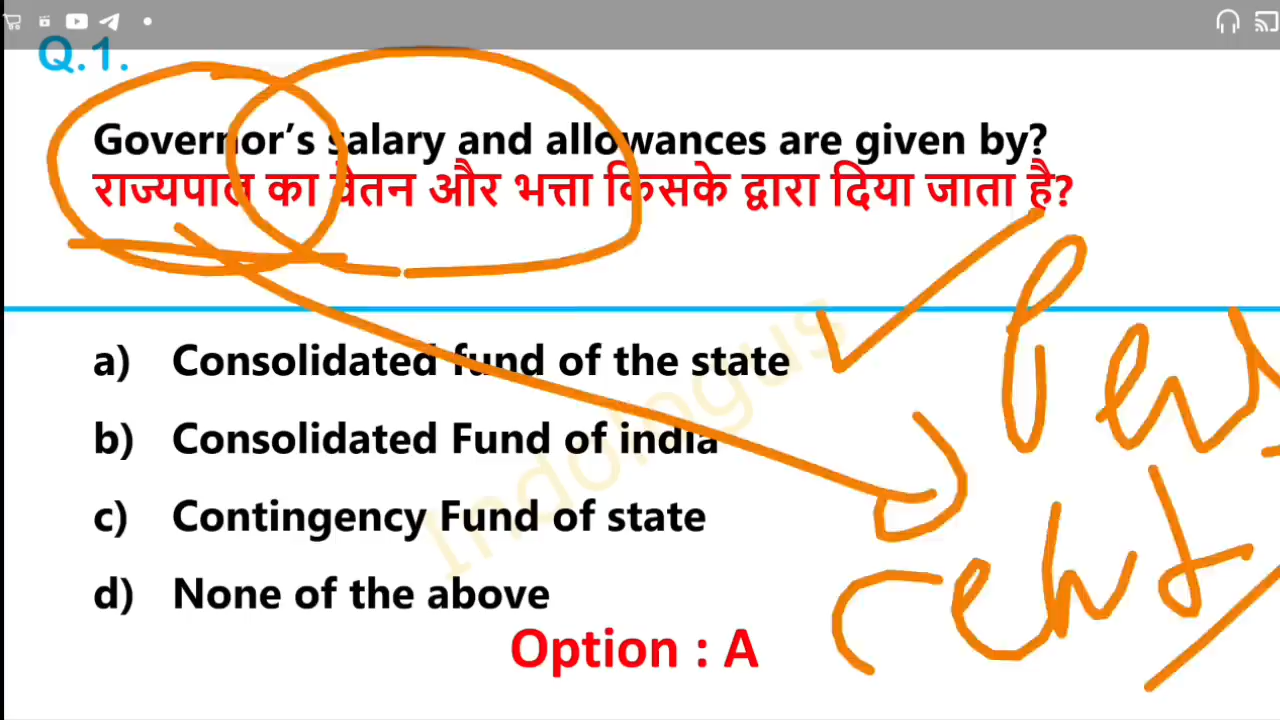 Q.1.
Governor's salary and allowances are given by?
राज्यपाल का वेतन और भत्ता किसके द्वारा दिया जाता है?
a) Consolidated fund of the state
b) Consolidated Fund of india
c) Contingency Fund of state
d) None of the above
Option : A
Indologus